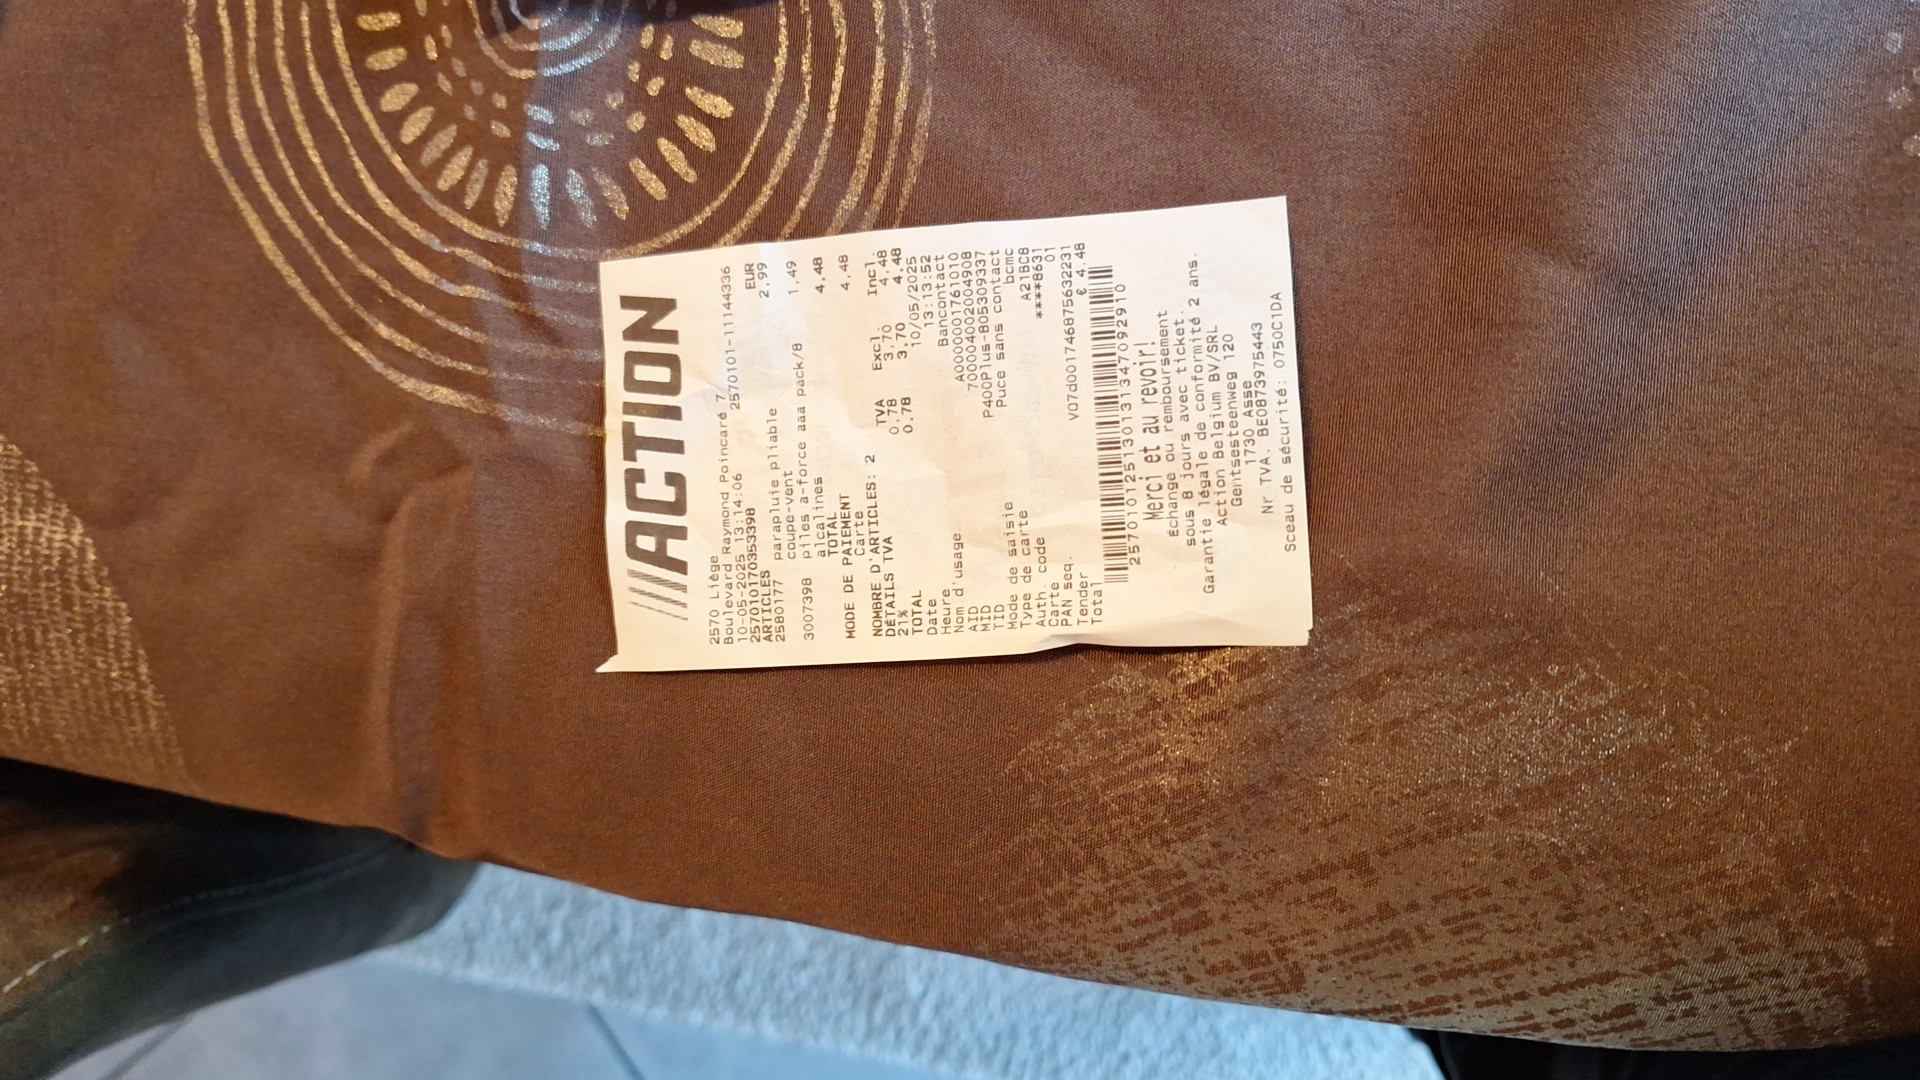 ACTION
2570 Liège
Boulevard Raymond Poincaré 7
10-05-2025 13:14:06 2570101-11144336
2570101703533398
ARTICLES EUR
2580177 parapluie pliable 2,99
coupe-vent
3007398 piles a-force aaa pack/8 1,49
alcalines
TOTAL 4,48
MODE DE PAIEMENT
Carte 4,48
NOMBRE D'ARTICLES: 2
DÉTAILS TVA TVA Excl. Incl.
21% 0,78 3,70 4,48
TOTAL 0,78 3,70 4,48
Date 10/05/2025
Heure 13:13:52
Nom d'usage Bancontact
AID A0000001761010
MID 70004002004908
TID P400Plus-805309337
Mode de saisie Puce sans contact
Type de carte bcmc
Auth. code A21BC8
Carte ****8631
PAN seq. 01
Tender V07d001746875632231
Total € 4.48
2570101251301313470929 10
Merci et au revoir!
Échange ou remboursement
sous 8 jours avec ticket.
Garantie légale de conformité 2 ans.
Action Belgium BV/SRL
Gentsesteenweg 120
1730 Asse
Nr TVA. BE0873975443
Sceau de sécurité: 0750C1DA